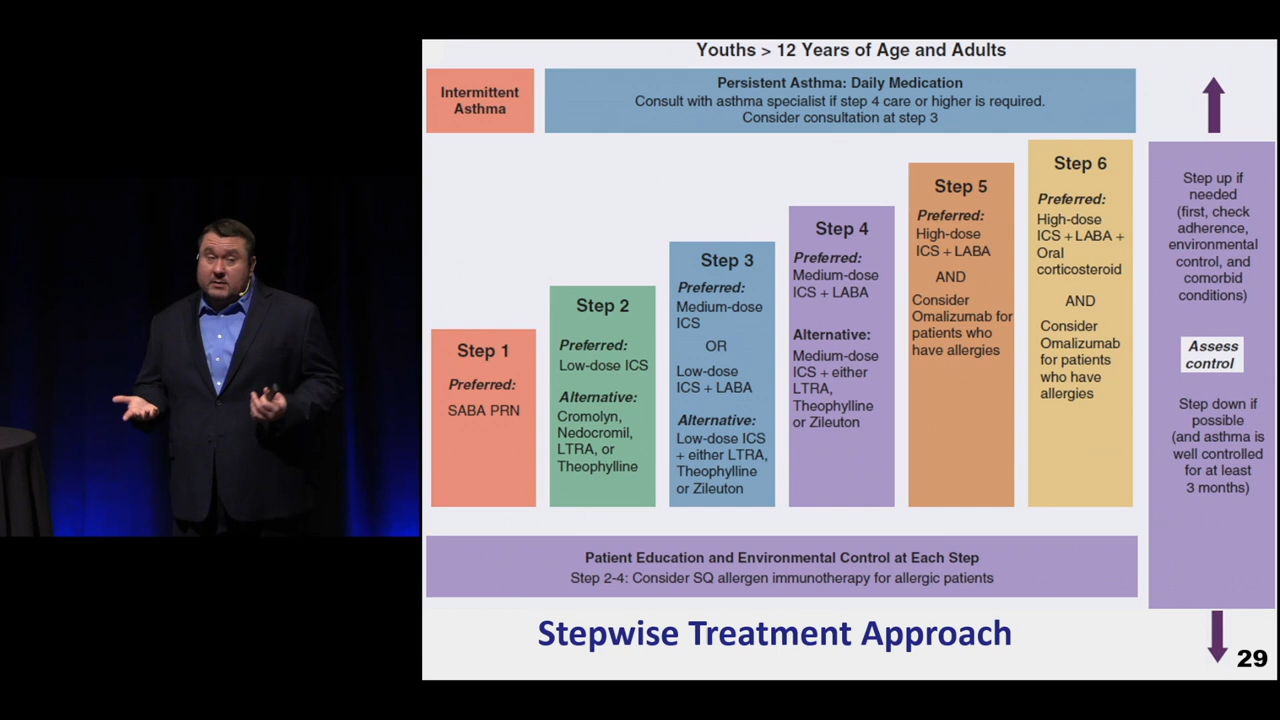 Youths > 12 Years of Age and Adults
Intermittent
Asthma
Persistent Asthma: Daily Medication
Consult with asthma specialist if step 4 care or higher is required.
Consider consultation at step 3
Step 1
Preferred:
SABA PRN
Step 2
Preferred:
Low-dose ICS
Alternative:
Cromolyn,
Nedocromil,
LTRA, or
Theophylline
Step 3
Preferred:
Medium-dose
ICS
OR
Low-dose
ICS + LABA
Alternative:
Low-dose ICS
+ either LTRA,
Theophylline
or Zileuton
Step 4
Preferred:
Medium-dose
ICS + LABA
Alternative:
Medium-dose
ICS + either
LTRA,
Theophylline
or Zileuton
Step 5
Preferred:
High-dose
ICS + LABA
AND
Consider
Omalizumab for
patients who
have allergies
Step 6
Preferred:
High-dose
ICS + LABA +
Oral
corticosteroid
AND
Consider
Omalizumab
for patients
who have
allergies
Step up if
needed
(first, check
adherence,
environmental
control, and
comorbid
conditions)
Assess
control
Step down if
possible
(and asthma is
well controlled
for at least
3 months)
Patient Education and Environmental Control at Each Step
Step 2-4: Consider SQ allergen immunotherapy for allergic patients
Stepwise Treatment Approach
29